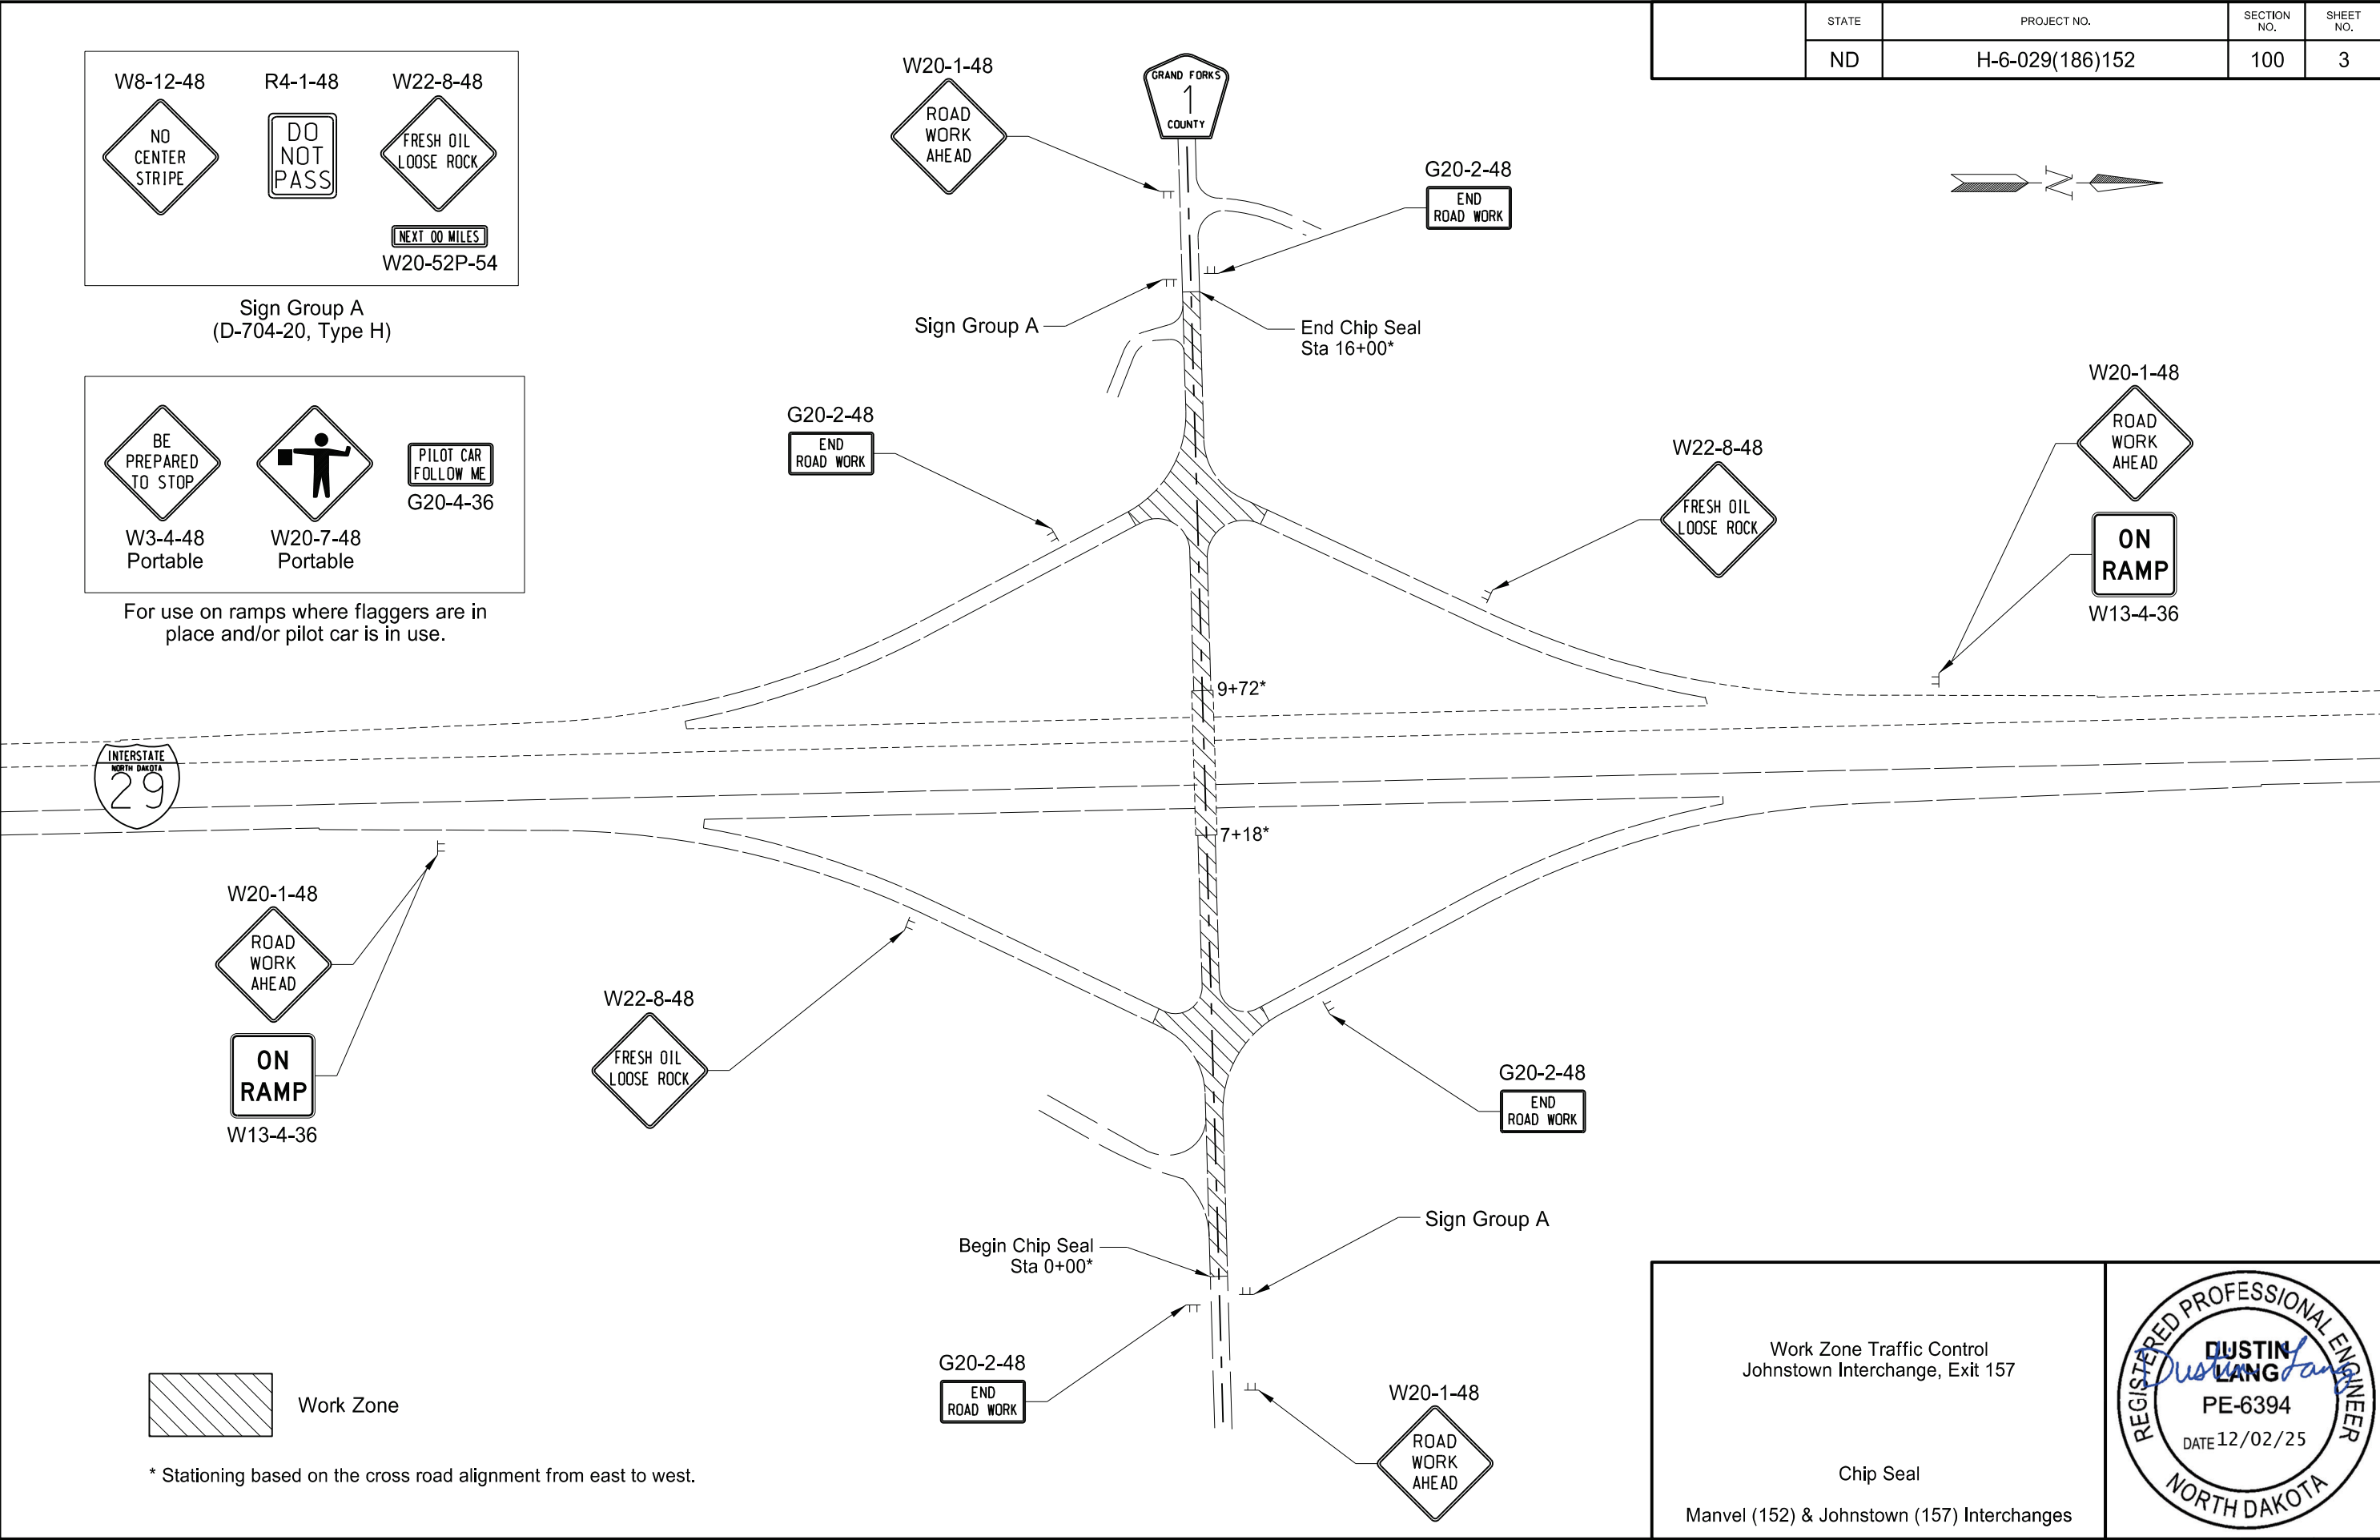 STATE
PROJECT NO.
SECTION
NO.
SHEET
NO.
ND
H-6-029(186)152
100
3
W8-12-48
NO
CENTER
STRIPE
R4-1-48
DO
NOT
PASS
W22-8-48
FRESH OIL
LOOSE ROCK
NEXT 00 MILES
W20-52P-54
Sign Group A
(D-704-20, Type H)
BE
PREPARED
TO STOP
W3-4-48
Portable
W20-7-48
Portable
PILOT CAR
FOLLOW ME
G20-4-36
For use on ramps where flaggers are in
place and/or pilot car is in use.
W20-1-48
ROAD
WORK
AHEAD
GRAND FORKS
1
COUNTY
G20-2-48
END
ROAD WORK
N
Sign Group A
End Chip Seal
Sta 16+00*
G20-2-48
END
ROAD WORK
W22-8-48
FRESH OIL
LOOSE ROCK
W20-1-48
ROAD
WORK
AHEAD
ON
RAMP
W13-4-36
9+72*
7+18*
INTERSTATE
NORTH DAKOTA
29
W20-1-48
ROAD
WORK
AHEAD
ON
RAMP
W13-4-36
W22-8-48
FRESH OIL
LOOSE ROCK
G20-2-48
END
ROAD WORK
Sign Group A
Begin Chip Seal
Sta 0+00*
G20-2-48
END
ROAD WORK
W20-1-48
ROAD
WORK
AHEAD
Work Zone
* Stationing based on the cross road alignment from east to west.
Work Zone Traffic Control
Johnstown Interchange, Exit 157
Chip Seal
Manvel (152) & Johnstown (157) Interchanges
REGISTERED PROFESSIONAL ENGINEER
DUSTIN
LANG
Dustin Lang
PE-6394
DATE 12/02/25
NORTH DAKOTA